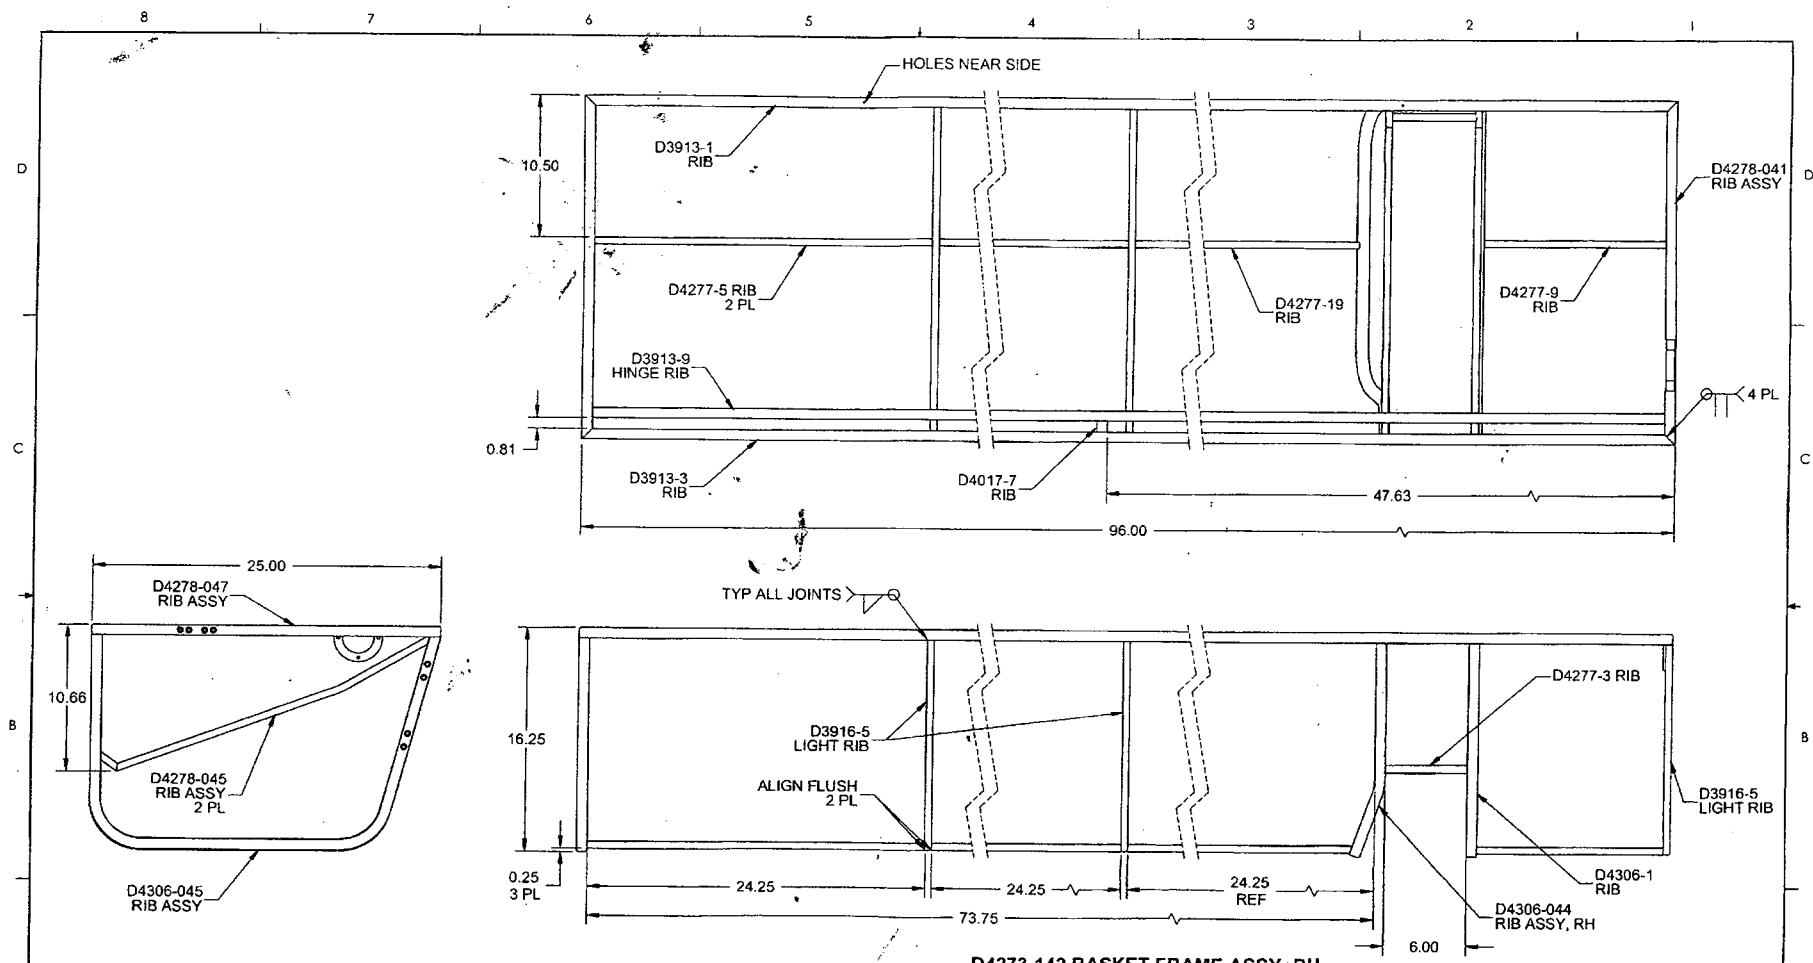 8 7 6 5 4 3 2 1
HOLES NEAR SIDE
D
D
D3913-1
RIB
10.50
D4278-041
RIB ASSY
D4277-5 RIB
2 PL
D4277-19
RIB
D4277-9
RIB
D3913-9
HINGE RIB
4 PL
0.81
C
C
D3913-3
RIB
D4017-7
RIB
47.63
96.00
25.00
D4278-047
RIB ASSY
TYP ALL JOINTS
10.66
D4277-3 RIB
B
B
16.25
D3916-5
LIGHT RIB
D4278-045
RIB ASSY
2 PL
ALIGN FLUSH
2 PL
D3916-5
LIGHT RIB
0.25
3 PL
D4306-045
RIB ASSY
24.25
24.25
24.25
REF
D4306-1
RIB
73.75
D4306-044
RIB ASSY, RH
6.00